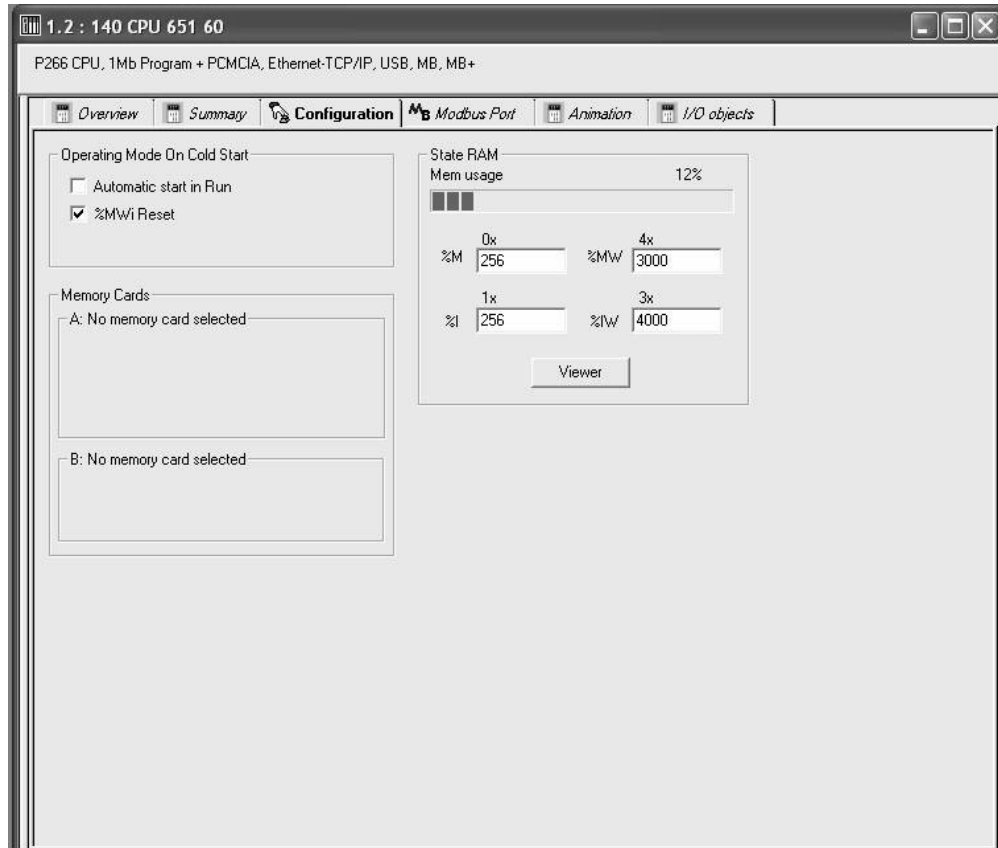 1.2 : 140 CPU 651 60
P266 CPU, 1Mb Program + PCMCIA, Ethernet-TCP/IP, USB, MB, MB+
Overview Summary Configuration MB Modbus Port Animation I/O objects
Operating Mode On Cold Start
Automatic start in Run
%MWi Reset
Memory Cards
A: No memory card selected
B: No memory card selected
State RAM
Mem usage 12%
0x 4x
%M 256 %MW 3000
1x 3x
%I 256 %IW 4000
Viewer